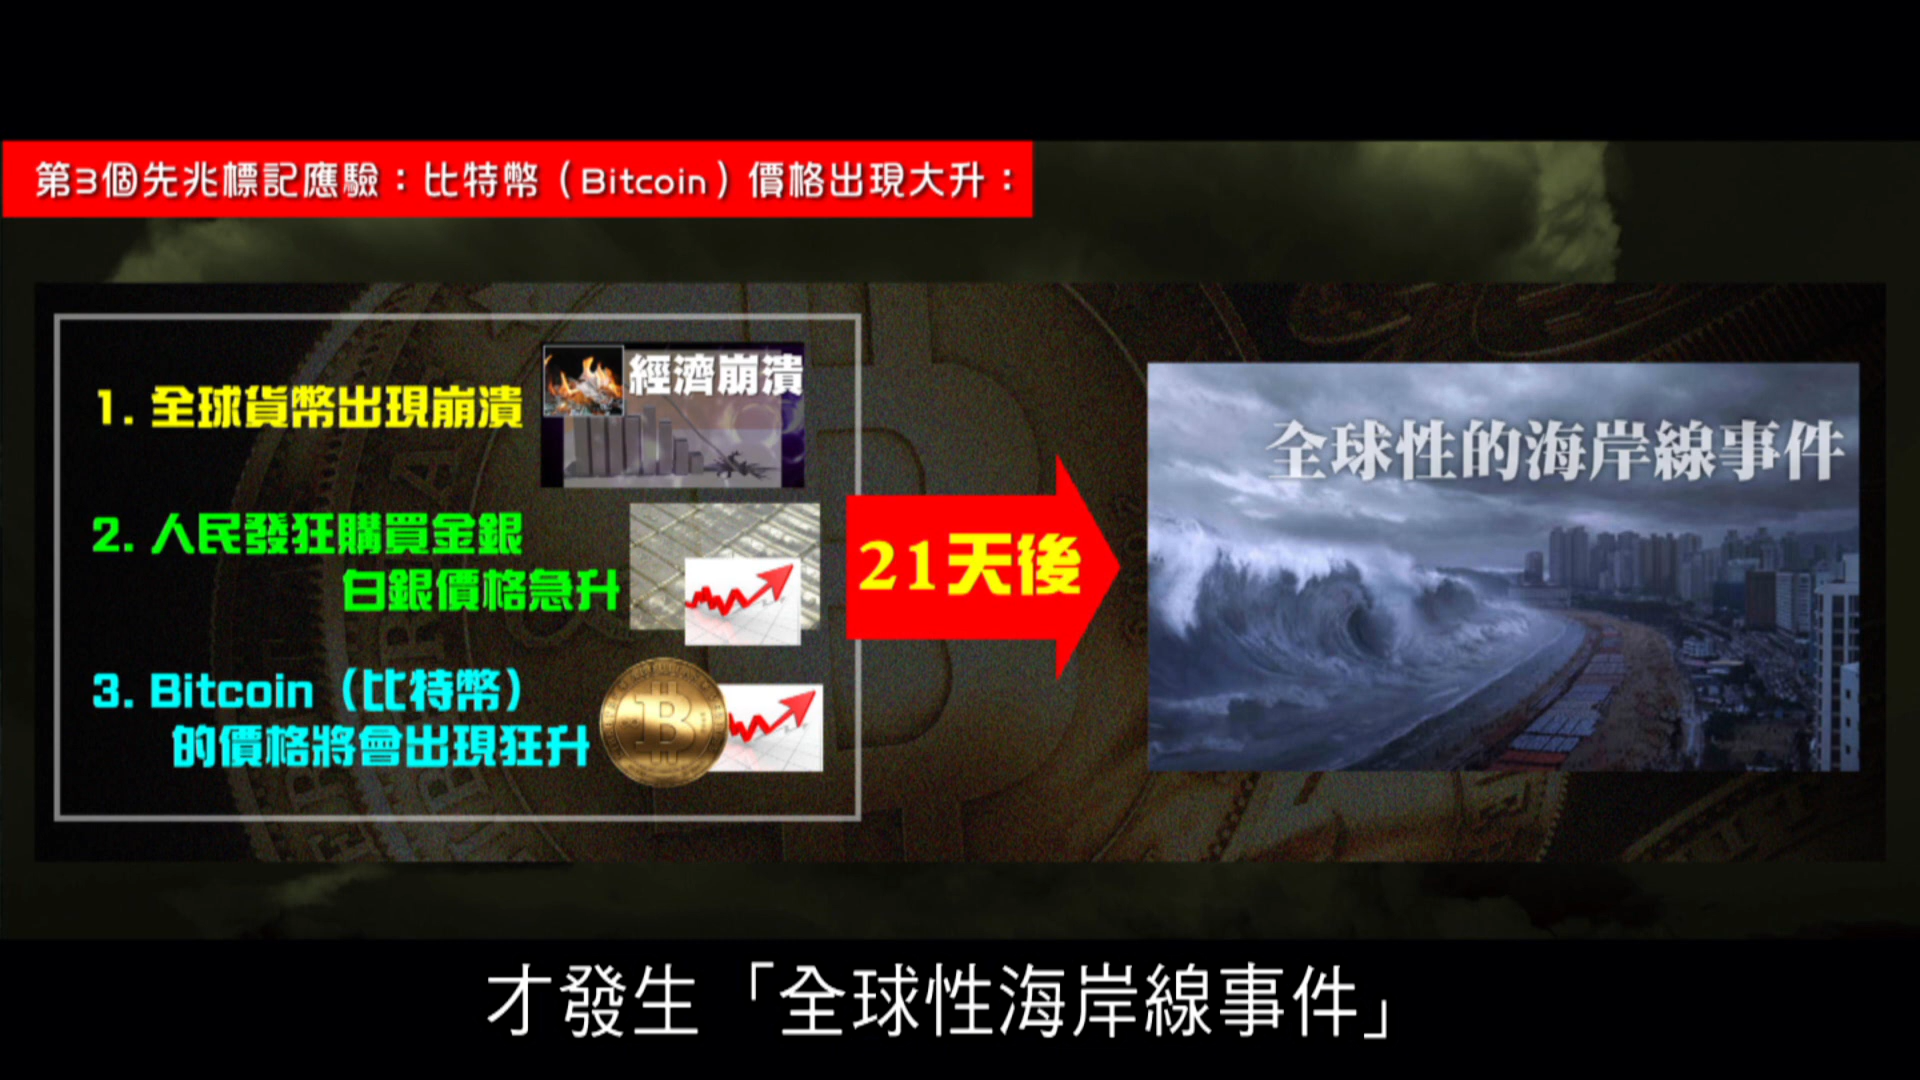 第3個先兆標記應驗：比特幣（Bitcoin）價格出現大升：
1. 全球貨幣出現崩潰
經濟崩潰
2. 人民發狂購買金銀
白銀價格急升
3. Bitcoin（比特幣）
的價格將會出現狂升
21天後
全球性的海岸線事件
才發生「全球性海岸線事件」